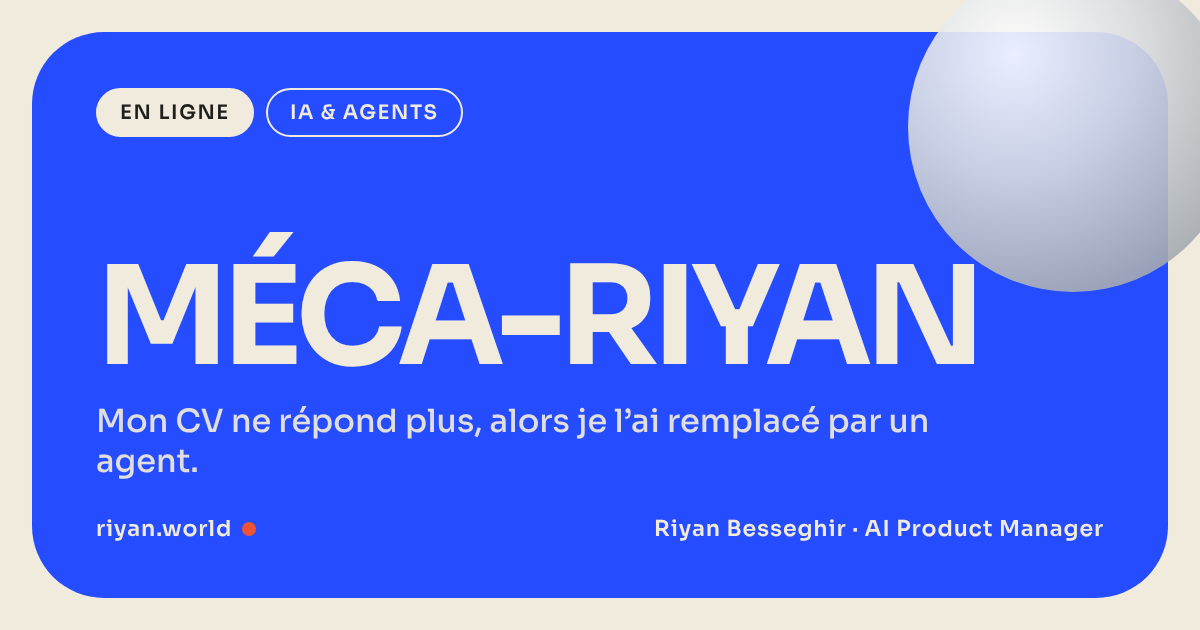 EN LIGNE
IA & AGENTS
MÉCA–RIYAN
Mon CV ne répond plus, alors je l’ai remplacé par un
agent.
riyan.world
Riyan Besseghir · AI Product Manager